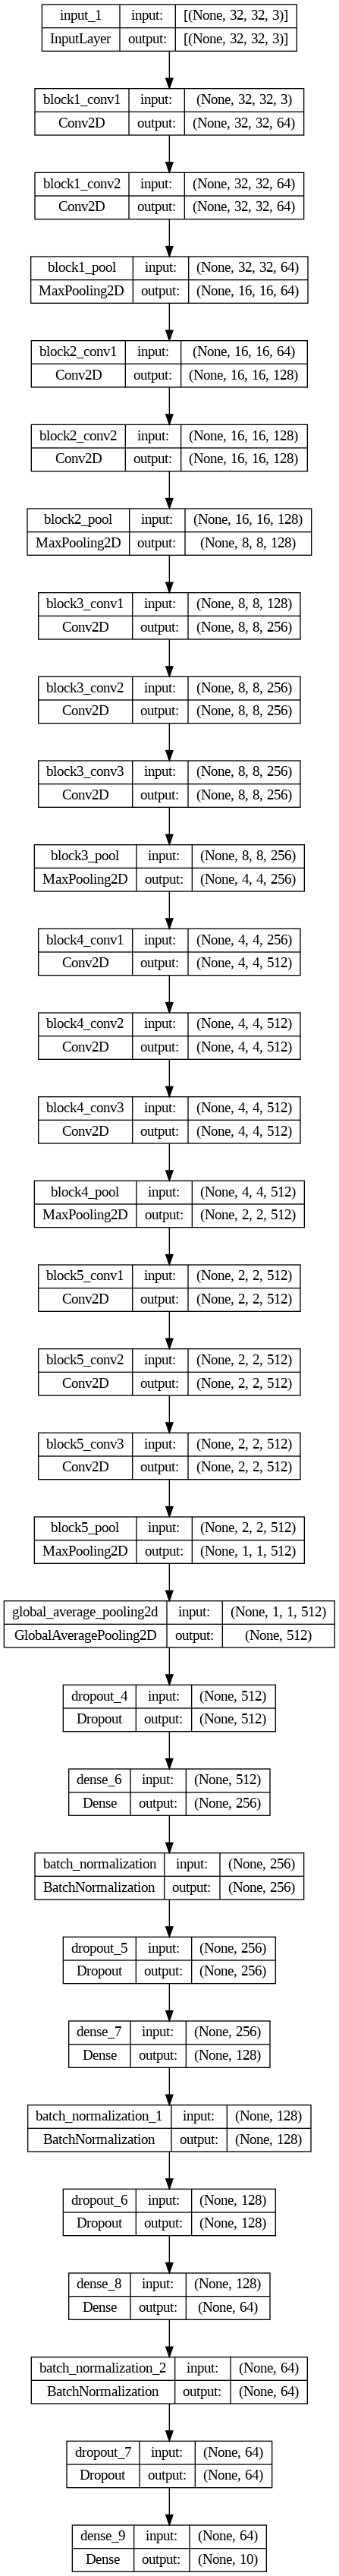 input_1 input: [(None, 32, 32, 3)]
InputLayer output: [(None, 32, 32, 3)]
block1_conv1 input: (None, 32, 32, 3)
Conv2D output: (None, 32, 32, 64)
block1_conv2 input: (None, 32, 32, 64)
Conv2D output: (None, 32, 32, 64)
block1_pool input: (None, 32, 32, 64)
MaxPooling2D output: (None, 16, 16, 64)
block2_conv1 input: (None, 16, 16, 64)
Conv2D output: (None, 16, 16, 128)
block2_conv2 input: (None, 16, 16, 128)
Conv2D output: (None, 16, 16, 128)
block2_pool input: (None, 16, 16, 128)
MaxPooling2D output: (None, 8, 8, 128)
block3_conv1 input: (None, 8, 8, 128)
Conv2D output: (None, 8, 8, 256)
block3_conv2 input: (None, 8, 8, 256)
Conv2D output: (None, 8, 8, 256)
block3_conv3 input: (None, 8, 8, 256)
Conv2D output: (None, 8, 8, 256)
block3_pool input: (None, 8, 8, 256)
MaxPooling2D output: (None, 4, 4, 256)
block4_conv1 input: (None, 4, 4, 256)
Conv2D output: (None, 4, 4, 512)
block4_conv2 input: (None, 4, 4, 512)
Conv2D output: (None, 4, 4, 512)
block4_conv3 input: (None, 4, 4, 512)
Conv2D output: (None, 4, 4, 512)
block4_pool input: (None, 4, 4, 512)
MaxPooling2D output: (None, 2, 2, 512)
block5_conv1 input: (None, 2, 2, 512)
Conv2D output: (None, 2, 2, 512)
block5_conv2 input: (None, 2, 2, 512)
Conv2D output: (None, 2, 2, 512)
block5_conv3 input: (None, 2, 2, 512)
Conv2D output: (None, 2, 2, 512)
block5_pool input: (None, 2, 2, 512)
MaxPooling2D output: (None, 1, 1, 512)
global_average_pooling2d input: (None, 1, 1, 512)
GlobalAveragePooling2D output: (None, 512)
dropout_4 input: (None, 512)
Dropout output: (None, 512)
dense_6 input: (None, 512)
Dense output: (None, 256)
batch_normalization input: (None, 256)
BatchNormalization output: (None, 256)
dropout_5 input: (None, 256)
Dropout output: (None, 256)
dense_7 input: (None, 256)
Dense output: (None, 128)
batch_normalization_1 input: (None, 128)
BatchNormalization output: (None, 128)
dropout_6 input: (None, 128)
Dropout output: (None, 128)
dense_8 input: (None, 128)
Dense output: (None, 64)
batch_normalization_2 input: (None, 64)
BatchNormalization output: (None, 64)
dropout_7 input: (None, 64)
Dropout output: (None, 64)
dense_9 input: (None, 64)
Dense output: (None, 10)